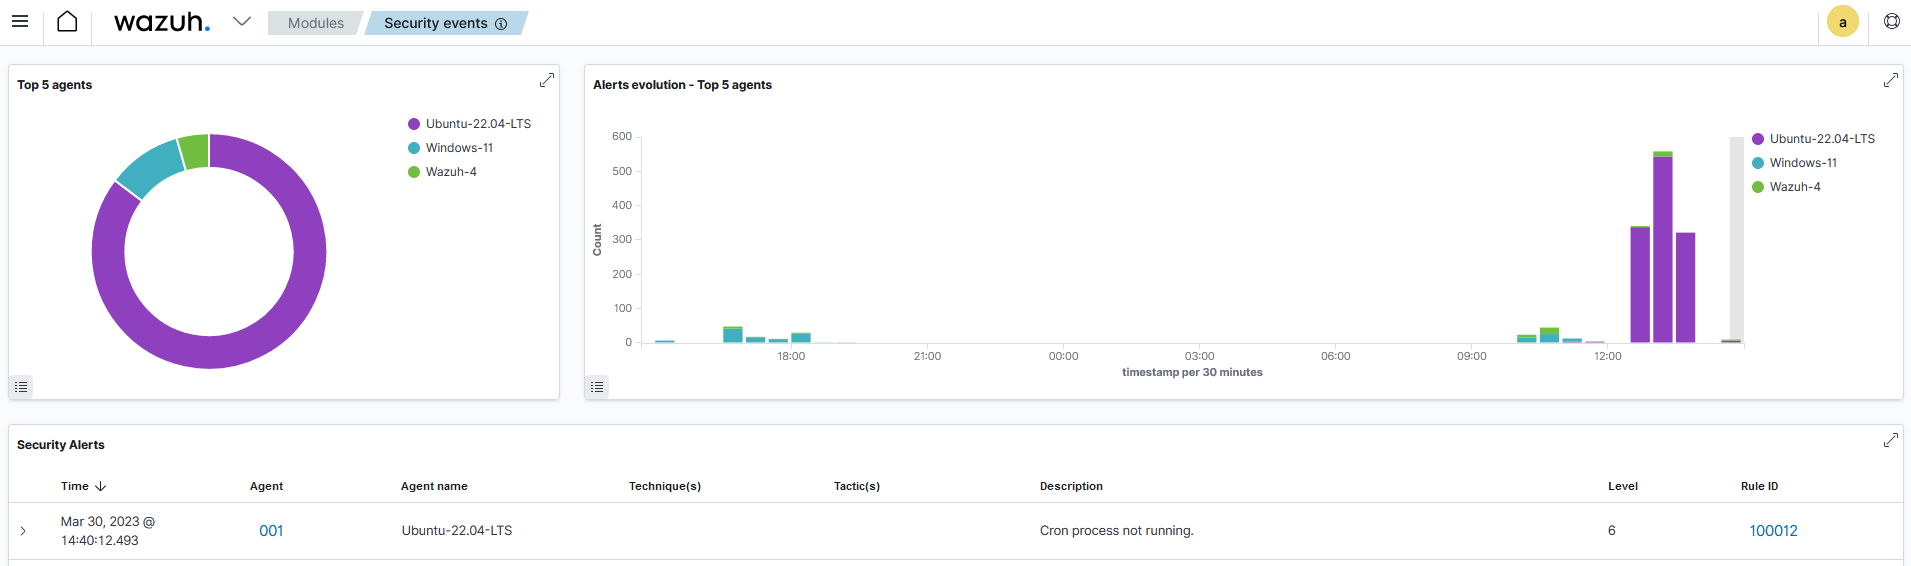 wazuh.
Modules
Security events
a
Top 5 agents
Ubuntu-22.04-LTS
Windows-11
Wazuh-4
Alerts evolution - Top 5 agents
600
500
400
300
200
100
0
Count
18:00
21:00
00:00
03:00
06:00
09:00
12:00
timestamp per 30 minutes
Ubuntu-22.04-LTS
Windows-11
Wazuh-4
Security Alerts
Time Agent Agent name Technique(s) Tactic(s) Description Level Rule ID
Mar 30, 2023 @
14:40:12.493
001 Ubuntu-22.04-LTS Cron process not running. 6 100012